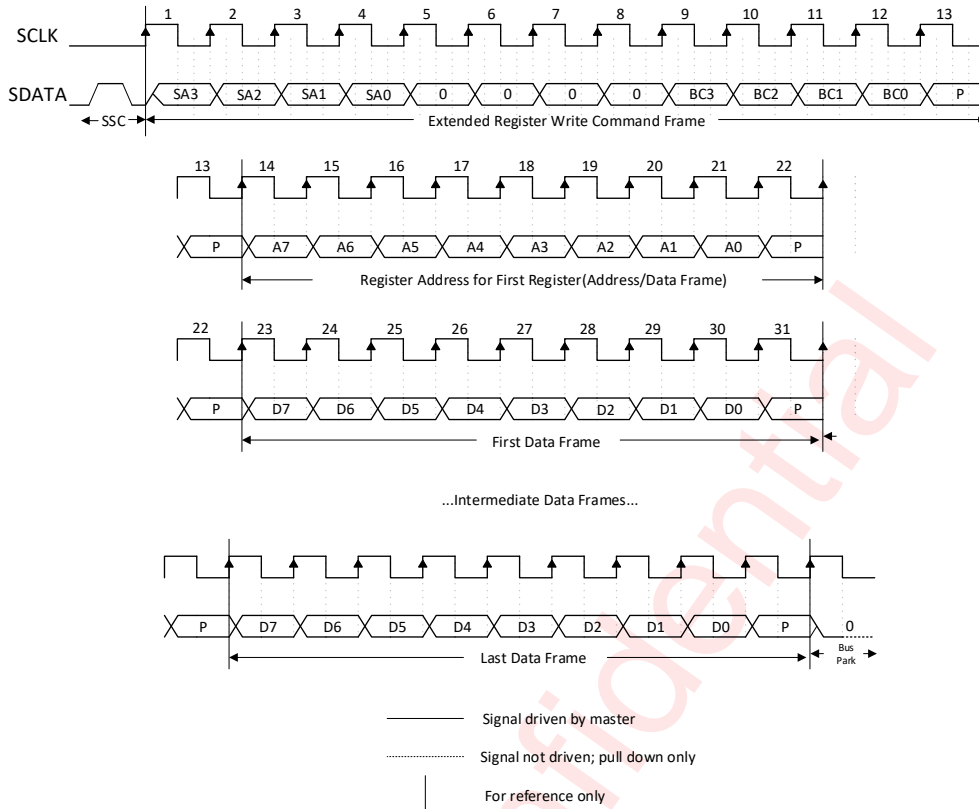 1 2 3 4 5 6 7 8 9 10 11 12 13
SCLK
SDATA SA3 SA2 SA1 SA0 0 0 0 0 BC3 BC2 BC1 BC0 P
SSC Extended Register Write Command Frame
13 14 15 16 17 18 19 20 21 22
P A7 A6 A5 A4 A3 A2 A1 A0 P
Register Address for First Register(Address/Data Frame)
22 23 24 25 26 27 28 29 30 31
P D7 D6 D5 D4 D3 D2 D1 D0 P
First Data Frame
...Intermediate Data Frames...
P D7 D6 D5 D4 D3 D2 D1 D0 P 0
Last Data Frame
Bus
Park
Signal driven by master
Signal not driven; pull down only
For reference only
nfidential